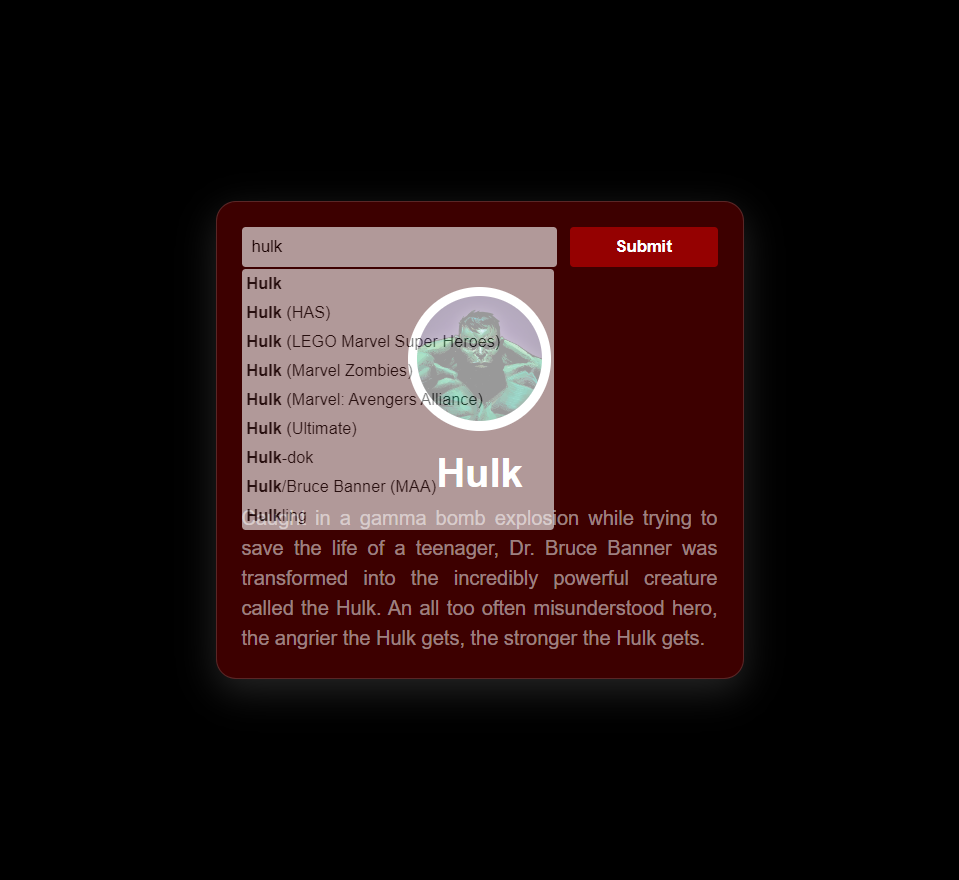 hulk
Submit
Hulk
Hulk (HAS)
Hulk (LEGO Marvel Super Heroes)
Hulk (Marvel Zombies)
Hulk (Marvel: Avengers Alliance)
Hulk (Ultimate)
Hulk-dok
Hulk/Bruce Banner (MAA)
Hulkling
Hulk
Caught in a gamma bomb explosion while trying to
save the life of a teenager, Dr. Bruce Banner was
transformed into the incredibly powerful creature
called the Hulk. An all too often misunderstood hero,
the angrier the Hulk gets, the stronger the Hulk gets.